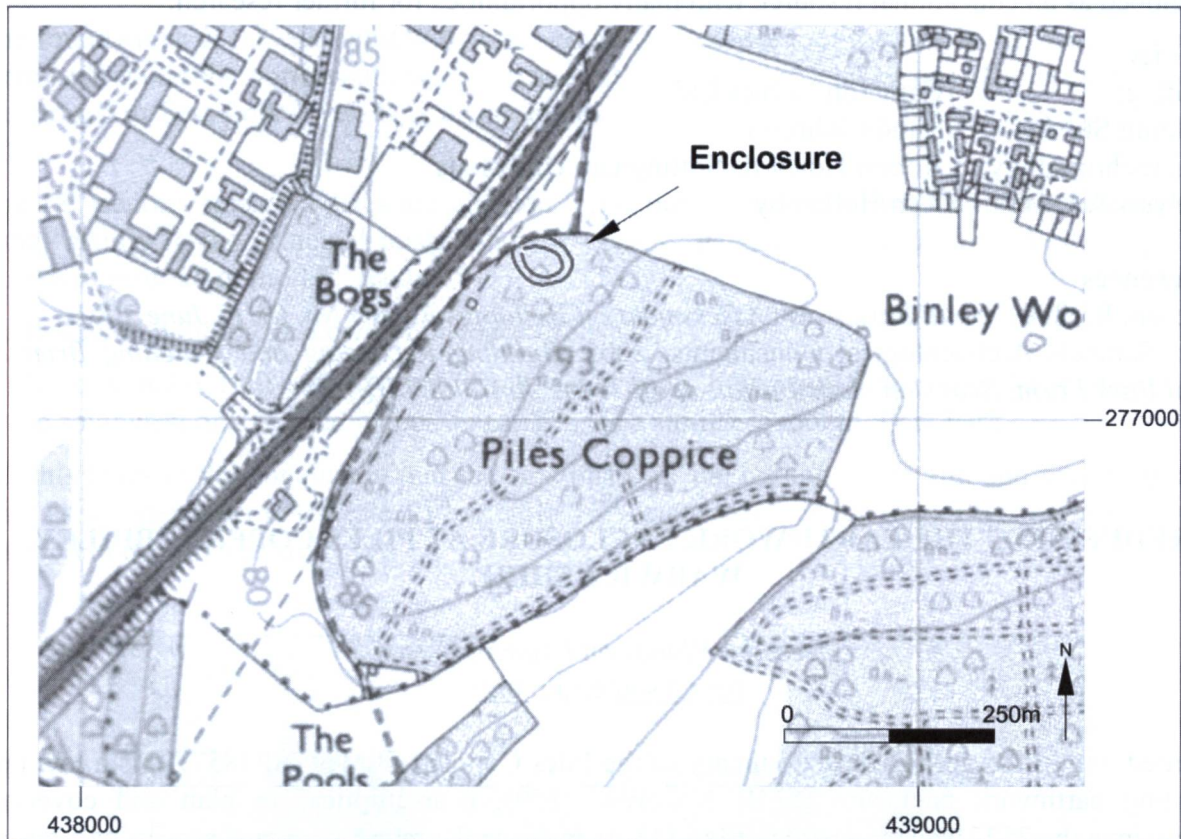 85
Enclosure
The
Bogs
Binley Wo
93
277000
Piles Coppice
80
85
N
0 250m
The
Pools
438000 439000